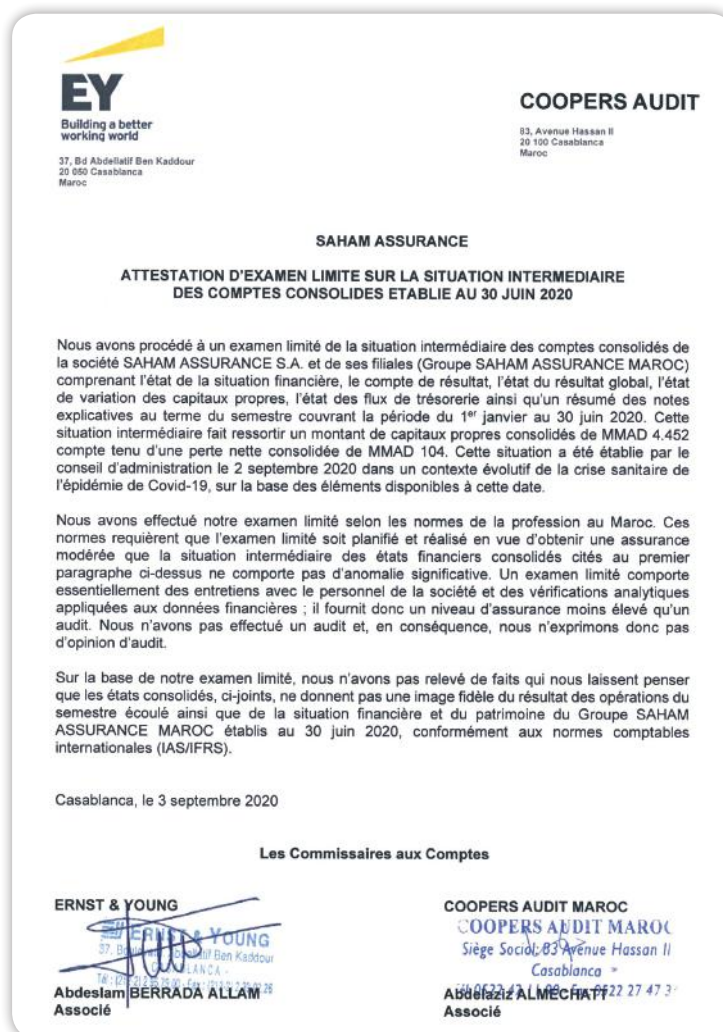 EY
Building a better
working world
37, Bd Abdellatif Ben Kaddour
20 050 Casablanca
Maroc
COOPERS AUDIT
83, Avenue Hassan II
20 100 Casablanca
Maroc
SAHAM ASSURANCE
ATTESTATION D'EXAMEN LIMITE SUR LA SITUATION INTERMEDIAIRE
DES COMPTES CONSOLIDES ETABLIE AU 30 JUIN 2020
Nous avons procédé à un examen limité de la situation intermédiaire des comptes consolidés de
la société SAHAM ASSURANCE S.A. et de ses filiales (Groupe SAHAM ASSURANCE MAROC)
comprenant l'état de la situation financière, le compte de résultat, l'état du résultat global, l'état
de variation des capitaux propres, l'état des flux de trésorerie ainsi qu'un résumé des notes
explicatives au terme du semestre couvrant la période du 1er janvier au 30 juin 2020. Cette
situation intermédiaire fait ressortir un montant de capitaux propres consolidés de MMAD 4.452
compte tenu d'une perte nette consolidée de MMAD 104. Cette situation a été établie par le
conseil d'administration le 2 septembre 2020 dans un contexte évolutif de la crise sanitaire de
l'épidémie de Covid-19, sur la base des éléments disponibles à cette date.
Nous avons effectué notre examen limité selon les normes de la profession au Maroc. Ces
normes requièrent que l'examen limité soit planifié et réalisé en vue d'obtenir une assurance
modérée que la situation intermédiaire des états financiers consolidés cités au premier
paragraphe ci-dessus ne comporte pas d'anomalie significative. Un examen limité comporte
essentiellement des entretiens avec le personnel de la société et des vérifications analytiques
appliquées aux données financières ; il fournit donc un niveau d'assurance moins élevé qu'un
audit. Nous n'avons pas effectué un audit et, en conséquence, nous n'exprimons donc pas
d'opinion d'audit.
Sur la base de notre examen limité, nous n'avons pas relevé de faits qui nous laissent penser
que les états consolidés, ci-joints, ne donnent pas une image fidèle du résultat des opérations du
semestre écoulé ainsi que de la situation financière et du patrimoine du Groupe SAHAM
ASSURANCE MAROC établis au 30 juin 2020, conformément aux normes comptables
internationales (IAS/IFRS).
Casablanca, le 3 septembre 2020
Les Commissaires aux Comptes
ERNST & YOUNG
ERNST & YOUNG
37, Ben Kaddour
Abdeslam BERRADA ALLAM
Associé
COOPERS AUDIT MAROC
COOPERS AUDIT MAROC
Siège Social: 83 Avenue Hassan II
Casablanca
Abdelaziz ALMECHATT
Associé